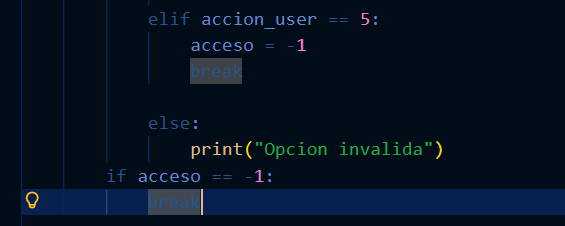 elif accion_user == 5:
acceso = -1
break
else:
print("Opcion invalida")
if acceso == -1:
break